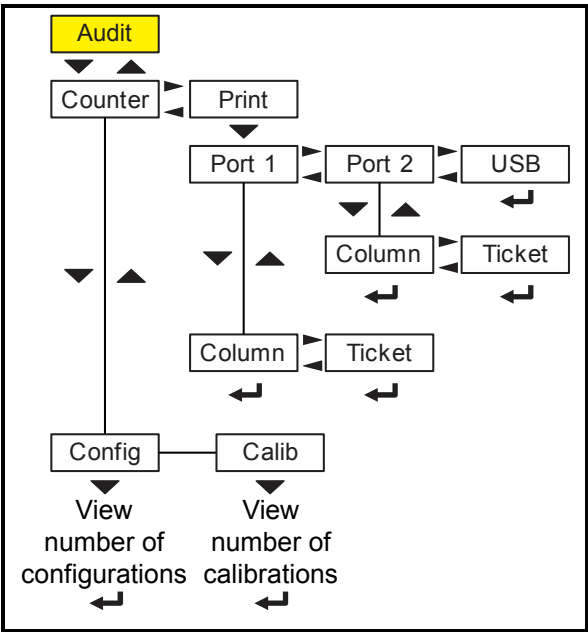 Audit
Counter
Print
Port 1
Port 2
USB
Column
Ticket
Column
Ticket
Config
Calib
View
number of
configurations
View
number of
calibrations